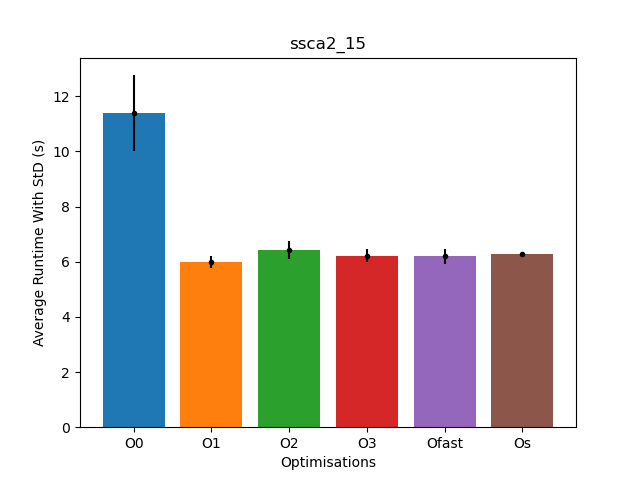 ssca2_15
Average Runtime With StD (s)
12
10
8
6
4
2
0
O0 O1 O2 O3 Ofast Os
Optimisations